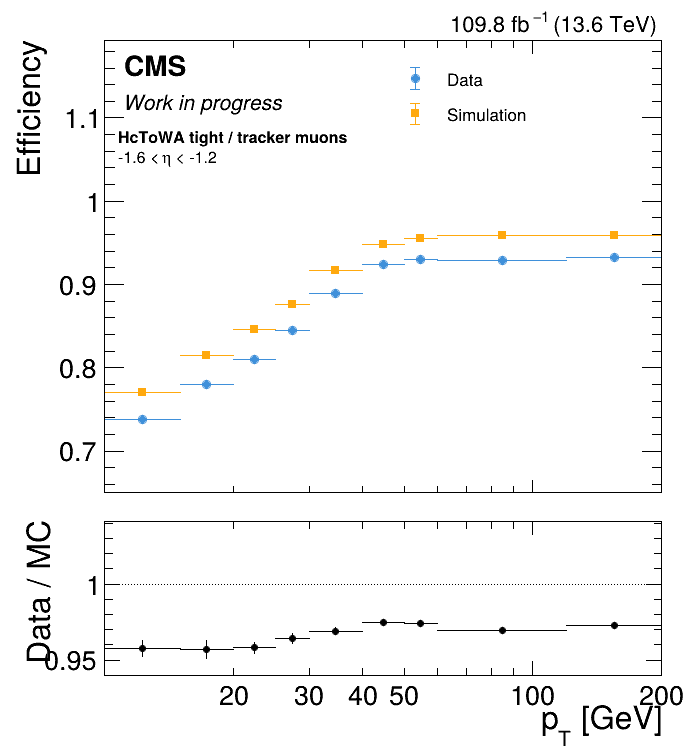 109.8 fb⁻¹ (13.6 TeV)
CMS
Work in progress
HcToWA tight / tracker muons
-1.6 < η < -1.2
Data
Simulation
Efficiency
1.1
1
0.9
0.8
0.7
Data / MC
1
0.95
20 30 40 50 100 200
p_T [GeV]